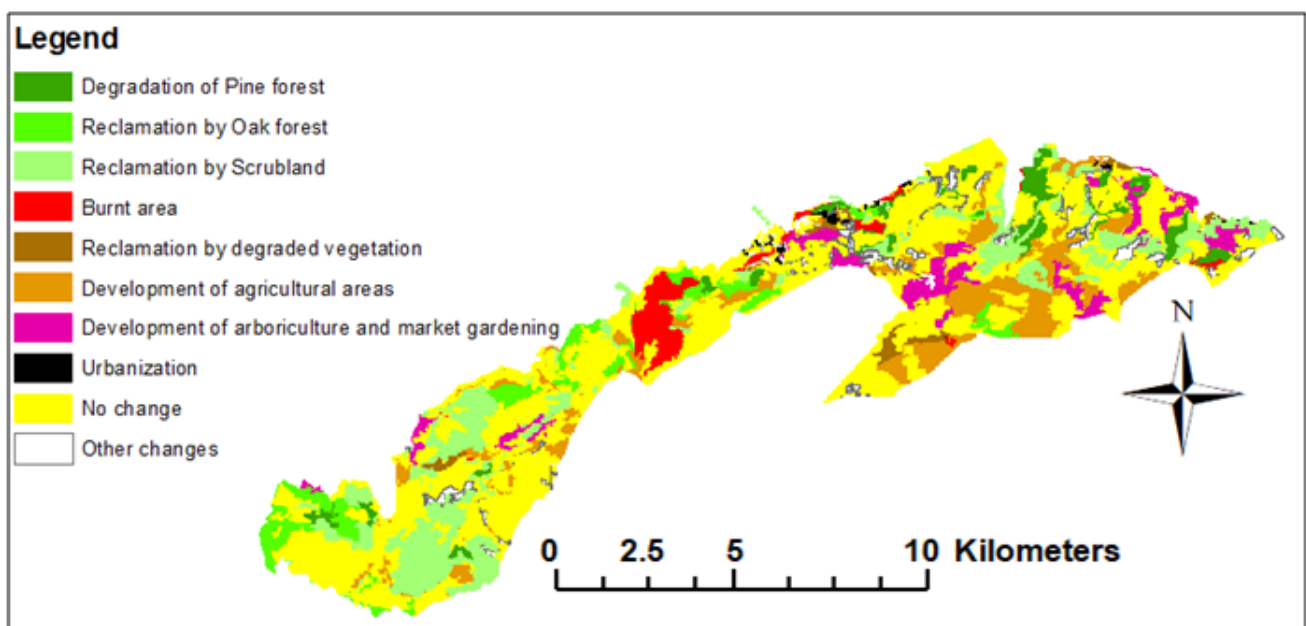 Legend
Degradation of Pine forest
Reclamation by Oak forest
Reclamation by Scrubland
Burnt area
Reclamation by degraded vegetation
Development of agricultural areas
Development of arboriculture and market gardening
Urbanization
No change
Other changes
N
0 2.5 5 10 Kilometers